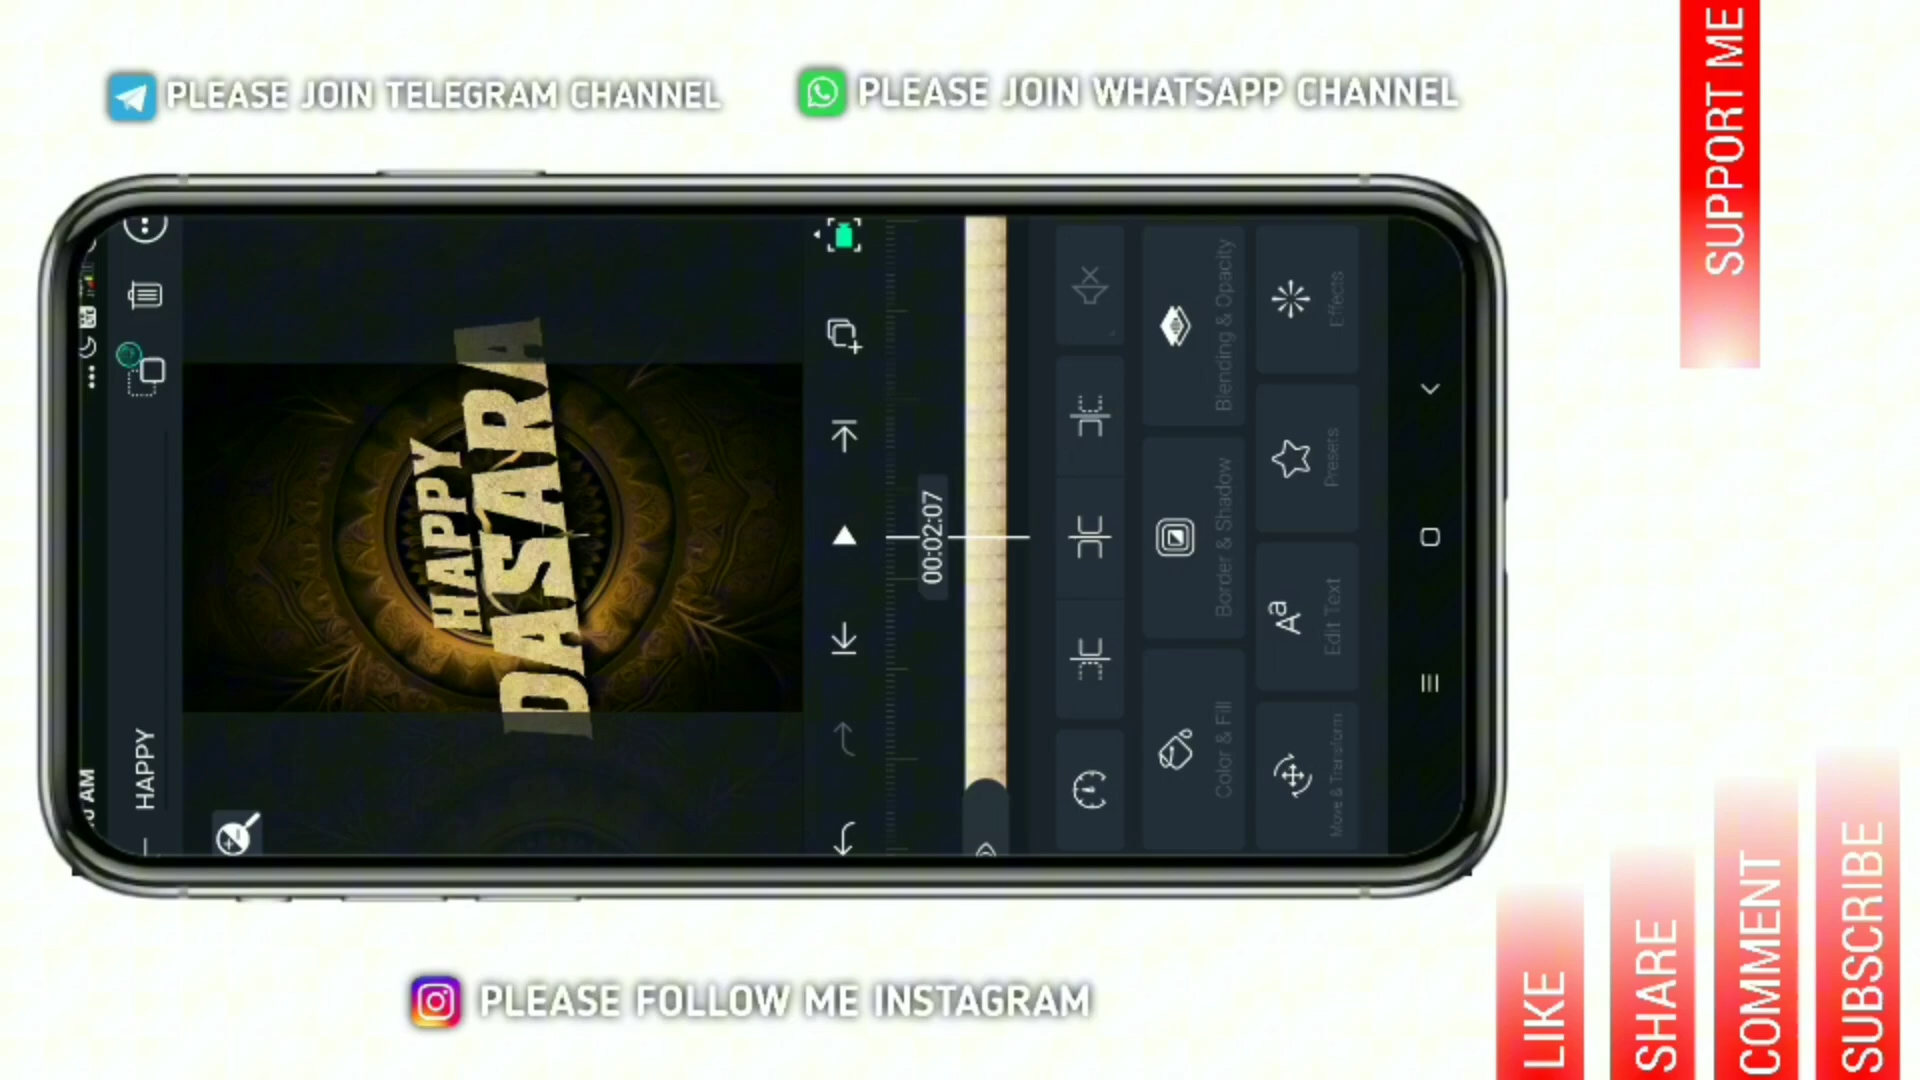 PLEASE JOIN TELEGRAM CHANNEL
PLEASE JOIN WHATSAPP CHANNEL
SUPPORT ME
AM
HAPPY
HAPPY
DASARA
00:02:07
Color & Fill
Border & Shadow
Blending & Opacity
Move & Transform
Edit Text
Presets
Effects
PLEASE FOLLOW ME INSTAGRAM
LIKE
SHARE
COMMENT
SUBSCRIBE